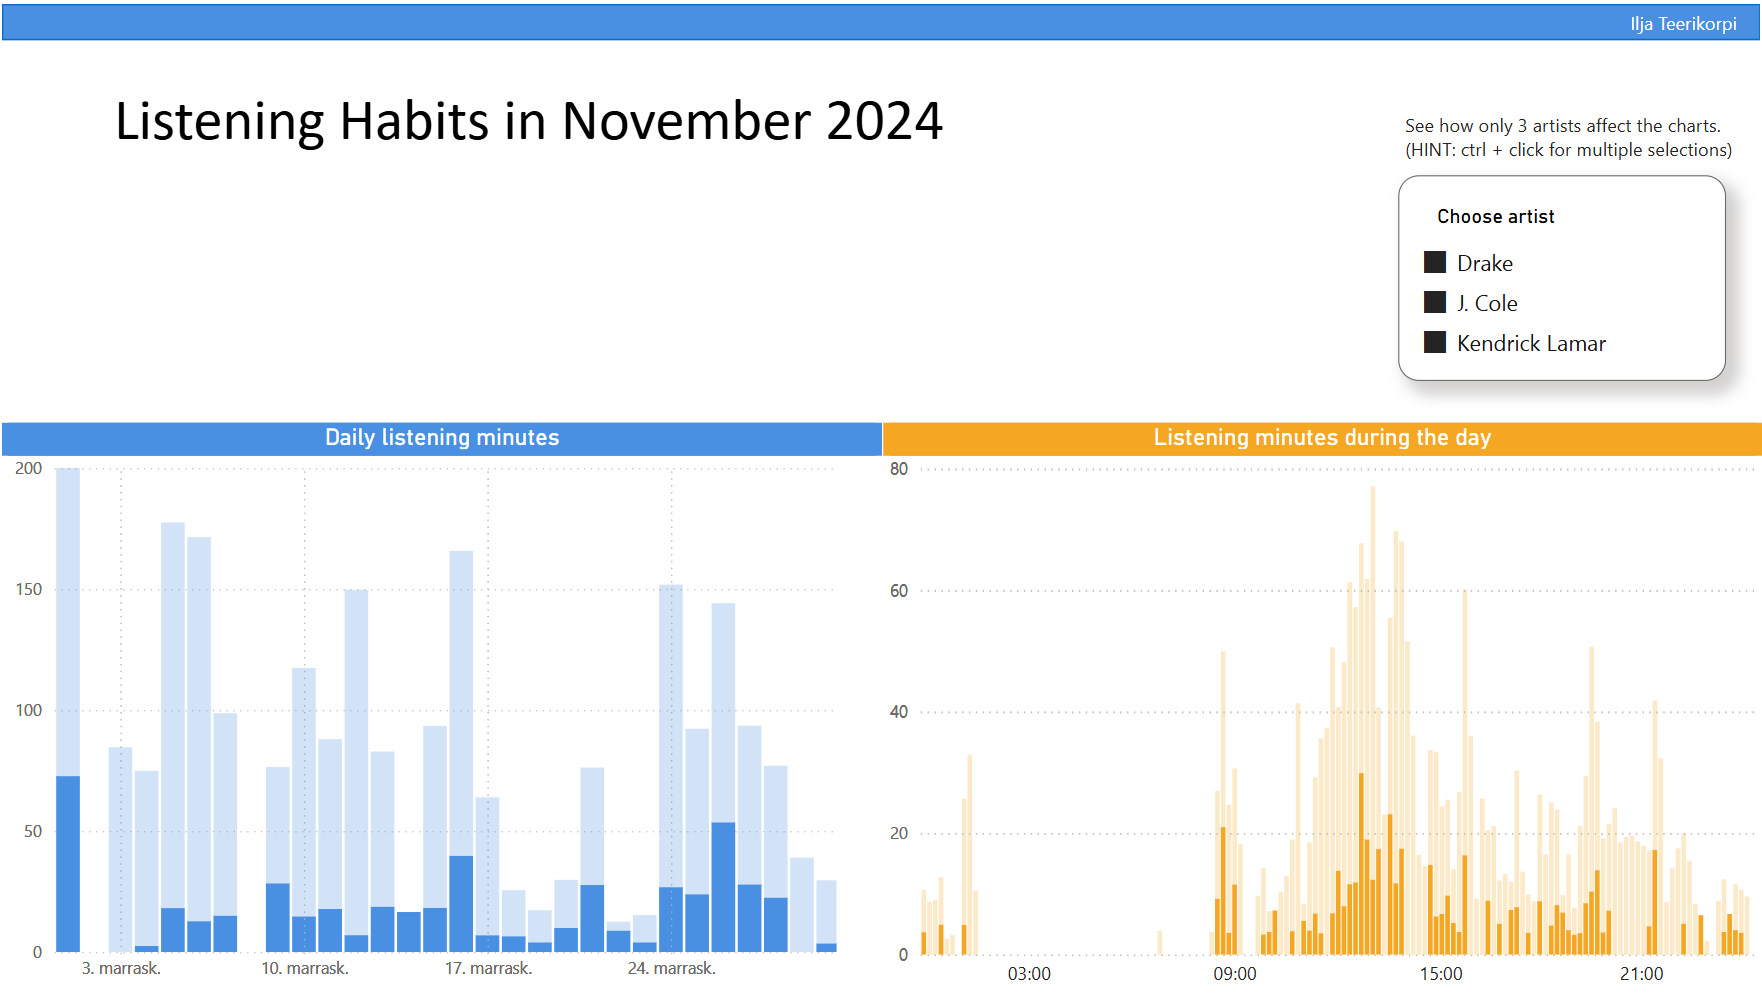 Ilja Teerikorpi
Listening Habits in November 2024
See how only 3 artists affect the charts.
(HINT: ctrl + click for multiple selections)
Choose artist
Drake
J. Cole
Kendrick Lamar
Daily listening minutes
200
150
100
50
0
3. marrask.
10. marrask.
17. marrask.
24. marrask.
Listening minutes during the day
80
60
40
20
0
03:00
09:00
15:00
21:00